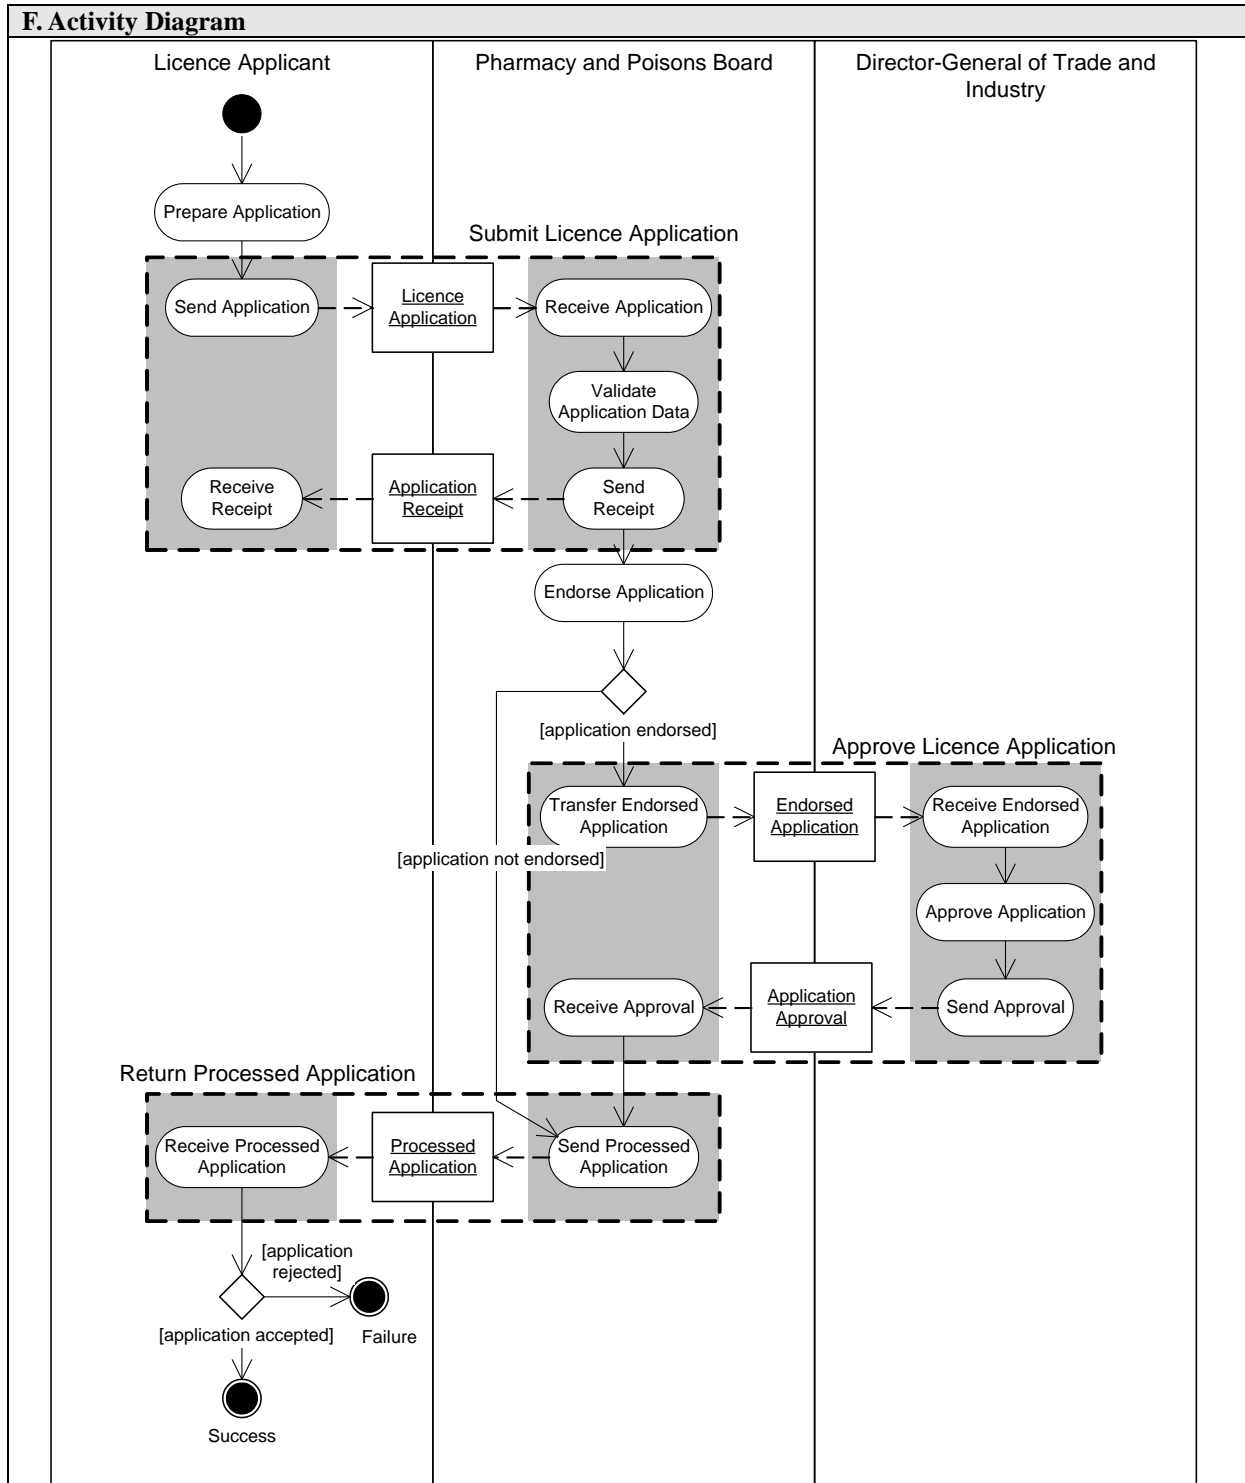 F. Activity Diagram
Licence Applicant
Pharmacy and Poisons Board
Director-General of Trade and
Industry
Prepare Application
Submit Licence Application
Send Application
Licence
Application
Receive Application
Validate
Application Data
Receive
Receipt
Application
Receipt
Send
Receipt
Endorse Application
[application endorsed]
Approve Licence Application
Transfer Endorsed
Application
Endorsed
Application
Receive Endorsed
Application
[application not endorsed]
Approve Application
Receive Approval
Application
Approval
Send Approval
Return Processed Application
Receive Processed
Application
Processed
Application
Send Processed
Application
[application
rejected]
[application accepted]
Failure
Success